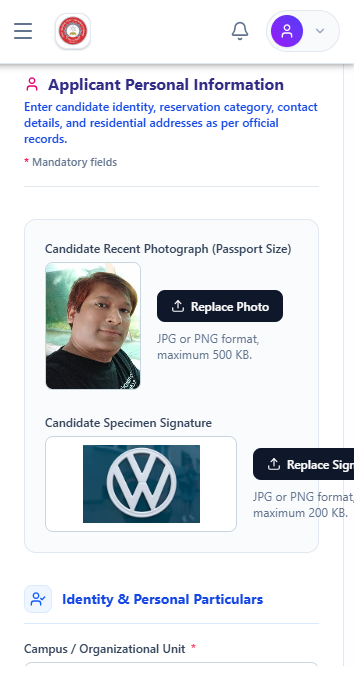 Applicant Personal Information
Enter candidate identity, reservation category, contact
details, and residential addresses as per official
records.
* Mandatory fields
Candidate Recent Photograph (Passport Size)
Replace Photo
JPG or PNG format,
maximum 500 KB.
Candidate Specimen Signature
Replace Sign
JPG or PNG format,
maximum 200 KB.
Identity & Personal Particulars
Campus / Organizational Unit *